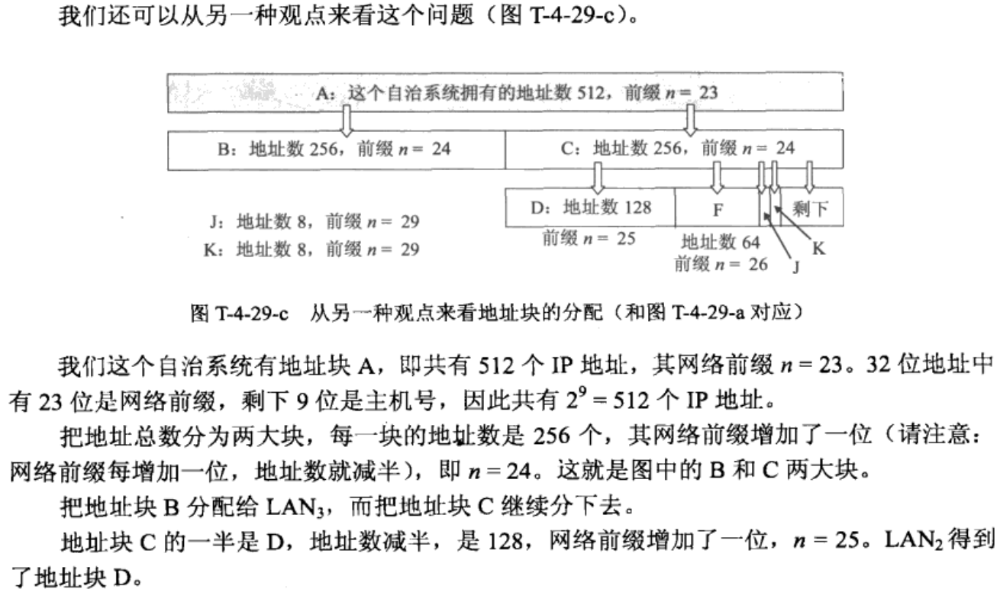 我们还可以从另一种观点来看这个问题（图 T-4-29-c）。
A：这个自治系统拥有的地址数 512，前缀 n = 23
B：地址数 256，前缀 n = 24
C：地址数 256，前缀 n = 24
D：地址数 128
F
剩下
J：地址数 8，前缀 n = 29
前缀 n = 25
地址数 64
K
K：地址数 8，前缀 n = 29
前缀 n = 26
J
图 T-4-29-c 从另一种观点来看地址块的分配（和图 T-4-29-a 对应）
我们这个自治系统有地址块 A，即共有 512 个 IP 地址，其网络前缀 n = 23。32 位地址中
有 23 位是网络前缀，剩下 9 位是主机号，因此共有 2⁹ = 512 个 IP 地址。
把地址总数分为两大块，每一块的地址数是 256 个，其网络前缀增加了一位（请注意：
网络前缀每增加一位，地址数就减半），即 n = 24。这就是图中的 B 和 C 两大块。
把地址块 B 分配给 LAN₃，而把地址块 C 继续分下去。
地址块 C 的一半是 D，地址数减半，是 128，网络前缀增加了一位，n = 25。LAN₂ 得到
了地址块 D。